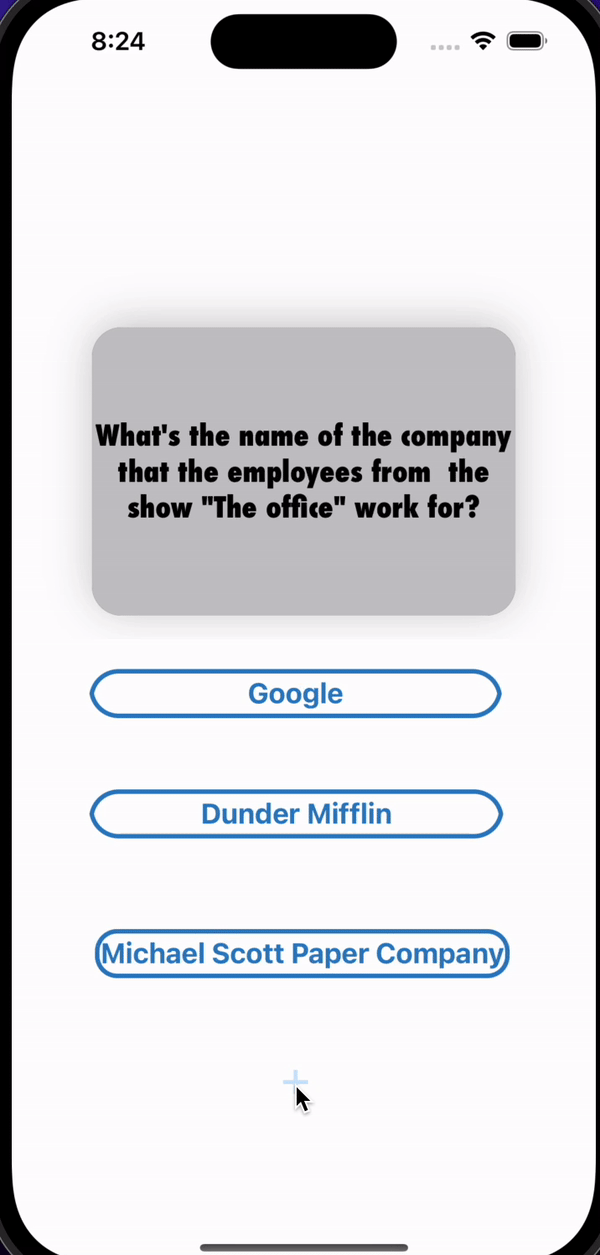 8:24
What's the name of the company
that the employees from  the
show "The office" work for?
Google
Dunder Mifflin
Michael Scott Paper Company
+